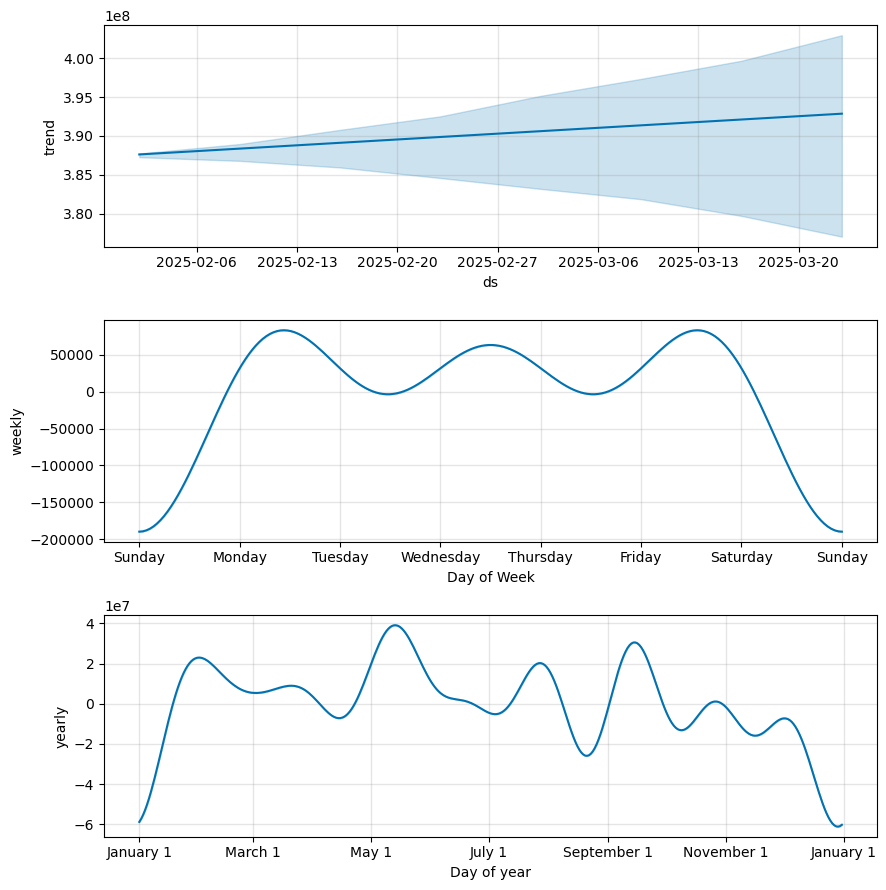 1e8
4.00
3.95
3.90
3.85
3.80
trend
2025-02-06 2025-02-13 2025-02-20 2025-02-27 2025-03-06 2025-03-13 2025-03-20
ds
50000
0
−50000
−100000
−150000
−200000
weekly
Sunday Monday Tuesday Wednesday Thursday Friday Saturday Sunday
Day of Week
1e7
4
2
0
−2
−4
−6
yearly
January 1 March 1 May 1 July 1 September 1 November 1 January 1
Day of year